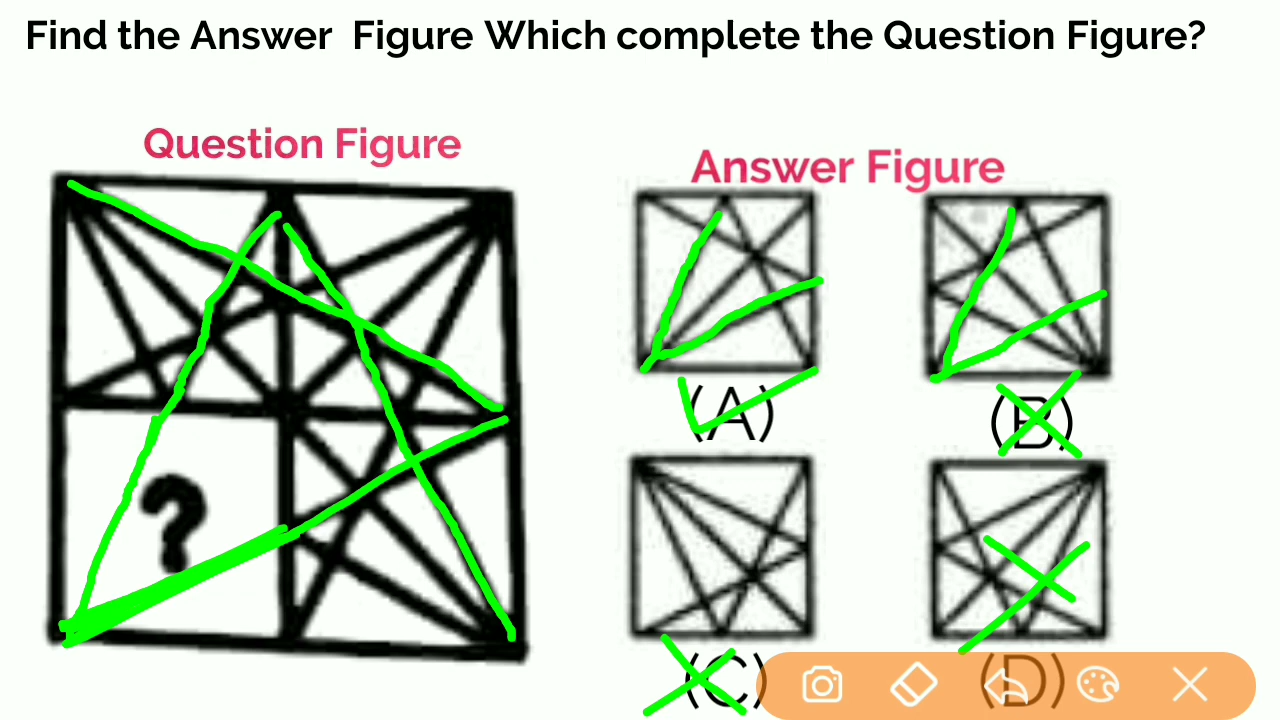 Find the Answer Figure Which complete the Question Figure?
Question Figure
Answer Figure
?
(A)
(B)
(C)
(D)